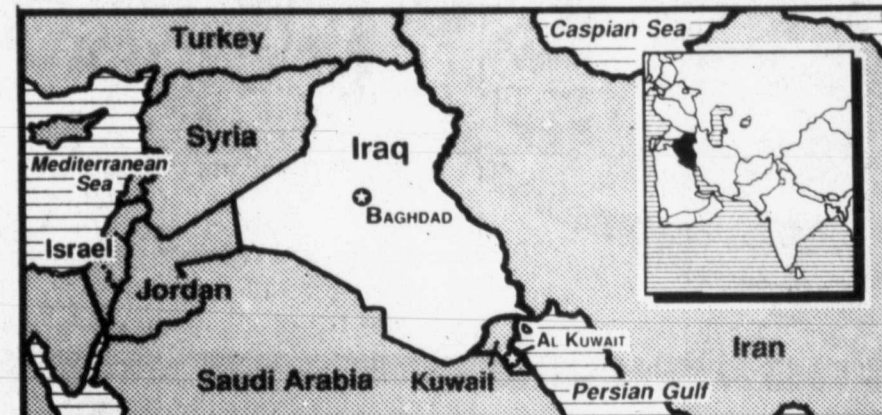 Turkey
Caspian Sea
Syria
Iraq
Mediterranean
Sea
BAGHDAD
Israel
Jordan
AL KUWAIT
Iran
Saudi Arabia
Kuwait
Persian Gulf